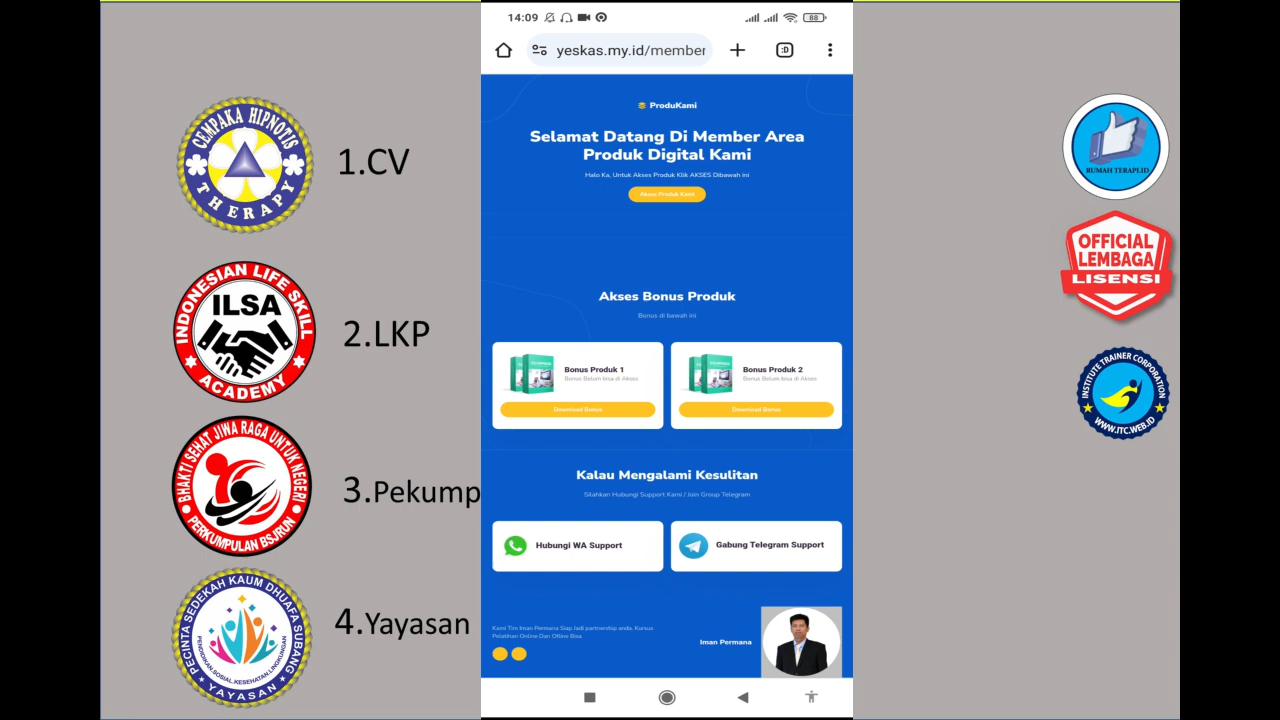 CEMPAKA HIPNOTIS
THERAPY
1.CV
INDONESIAN LIFE SKILL
ILSA
ACADEMY
2.LKP
BHAKTI SEHAT JIWA RAGA UNTUK NEGERI
PERKUMPULAN BSJRUN
3.Pekump
PECINTA SEDEKAH KAUM DHUAFA SUBANG
PENDIDIKAN.SOSIAL.KESEHATAN.LINGKUNGAN
YAYASAN
4.Yayasan
14:09
88
yeskas.my.id/member
:D
ProduKami
Selamat Datang Di Member Area
Produk Digital Kami
Halo Ka, Untuk Akses Produk Klik AKSES Dibawah ini
Akses Produk Kami
Akses Bonus Produk
Bonus di bawah ini
Bonus Produk 1
Bonus Belum bisa di Akses
Download Bonus
Bonus Produk 2
Bonus Belum bisa di Akses
Download Bonus
Kalau Mengalami Kesulitan
Silahkan Hubungi Support Kami / Join Group Telegram
Hubungi WA Support
Gabung Telegram Support
Kami Tim Iman Permana Siap Jadi partnership anda. Kursus
Pelatihan Online Dan Ofline Bisa
Iman Permana
RUMAH TERAPI.ID
OFFICIAL
LEMBAGA
LISENSI
INSTITUTE TRAINER CORPORATION
WWW.ITC.WEB.ID